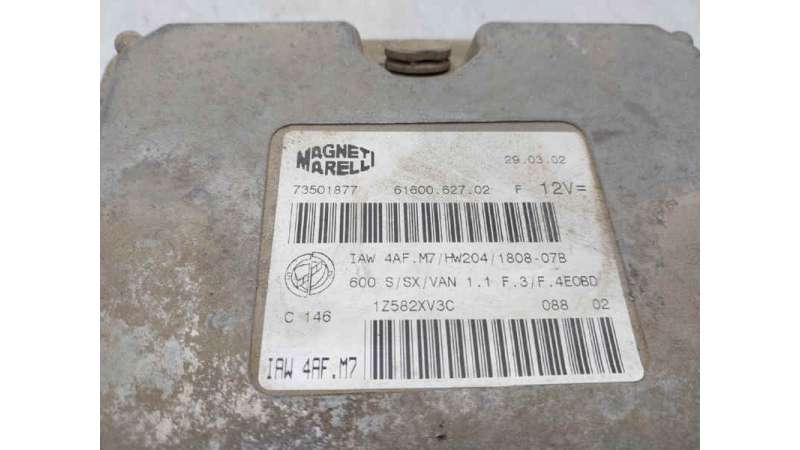 MAGNETI MARELLI 29.03.02
73501877 61600.627.02 F 12V=
IAW 4AF.M7/HW204/1808-07B
600 S/SX/VAN 1.1 F.3/F.4EOBD
1Z582XV3C 088 02
C 146
IAW 4AF.M7